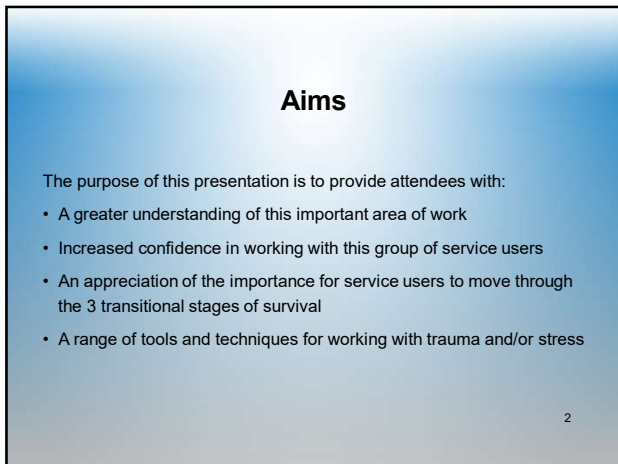 Aims
The purpose of this presentation is to provide attendees with:
• A greater understanding of this important area of work
• Increased confidence in working with this group of service users
• An appreciation of the importance for service users to move through
the 3 transitional stages of survival
• A range of tools and techniques for working with trauma and/or stress
2